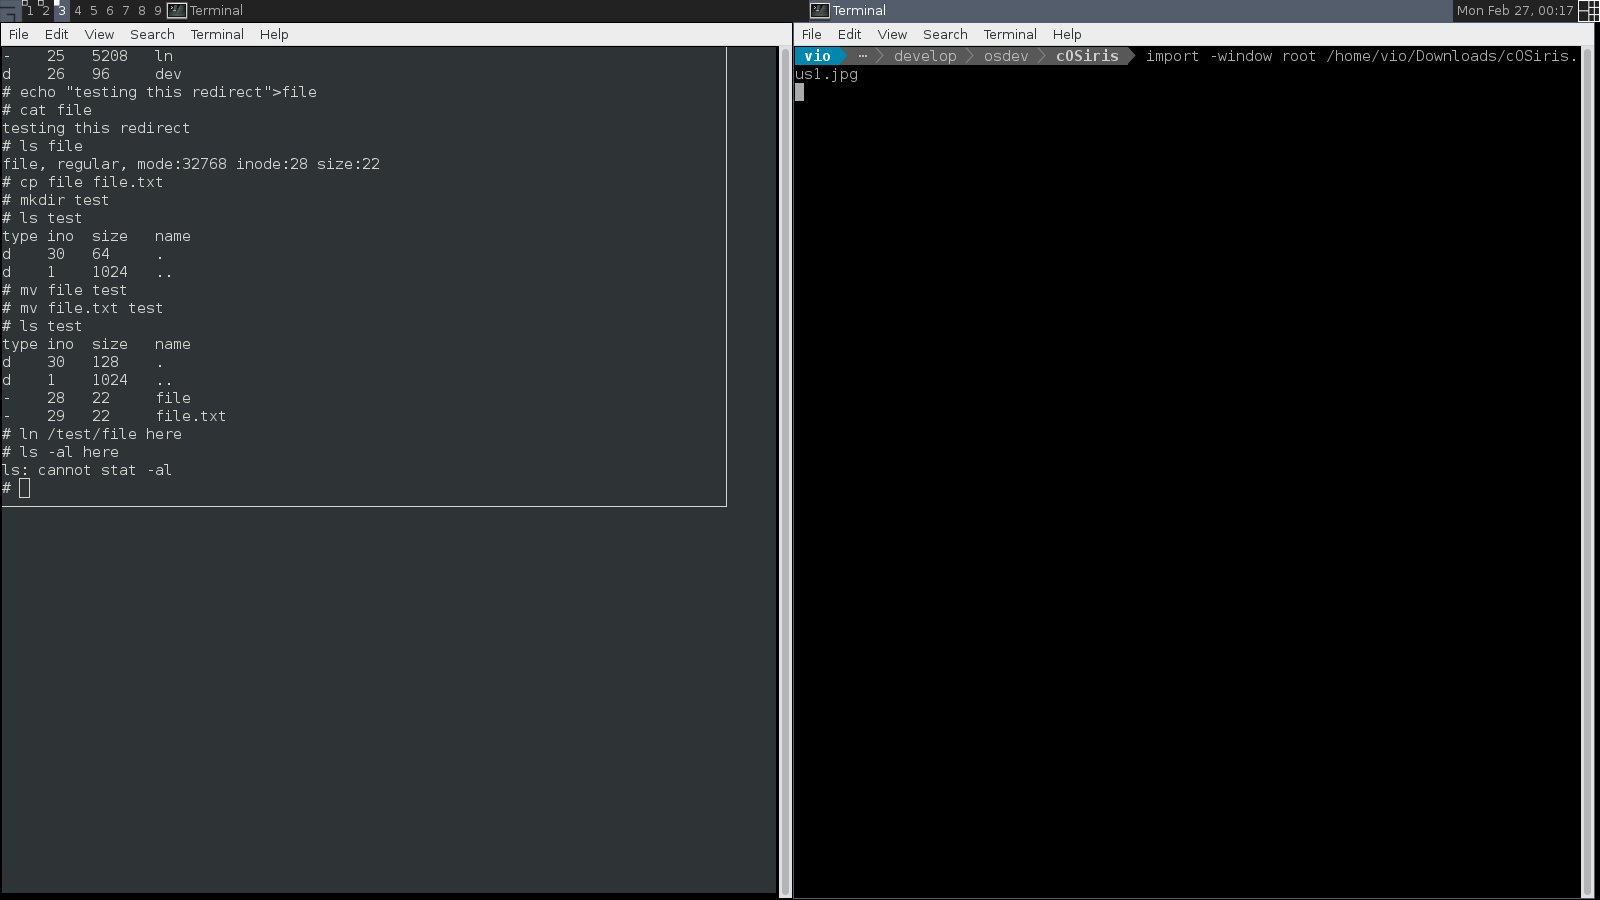 1 2 3 4 5 6 7 8 9 Terminal
Terminal
Mon Feb 27, 00:17
File Edit View Search Terminal Help
-    25   5208   ln
d    26   96     dev
# echo "testing this redirect">file
# cat file
testing this redirect
# ls file
file, regular, mode:32768 inode:28 size:22
# cp file file.txt
# mkdir test
# ls test
type ino  size   name
d    30   64     .
d    1    1024   ..
# mv file test
# mv file.txt test
# ls test
type ino  size   name
d    30   128    .
d    1    1024   ..
-    28   22     file
-    29   22     file.txt
# ln /test/file here
# ls -al here
ls: cannot stat -al
#
File Edit View Search Terminal Help
vio ⋯ develop osdev cOSiris import -window root /home/vio/Downloads/cOSiris.
us1.jpg